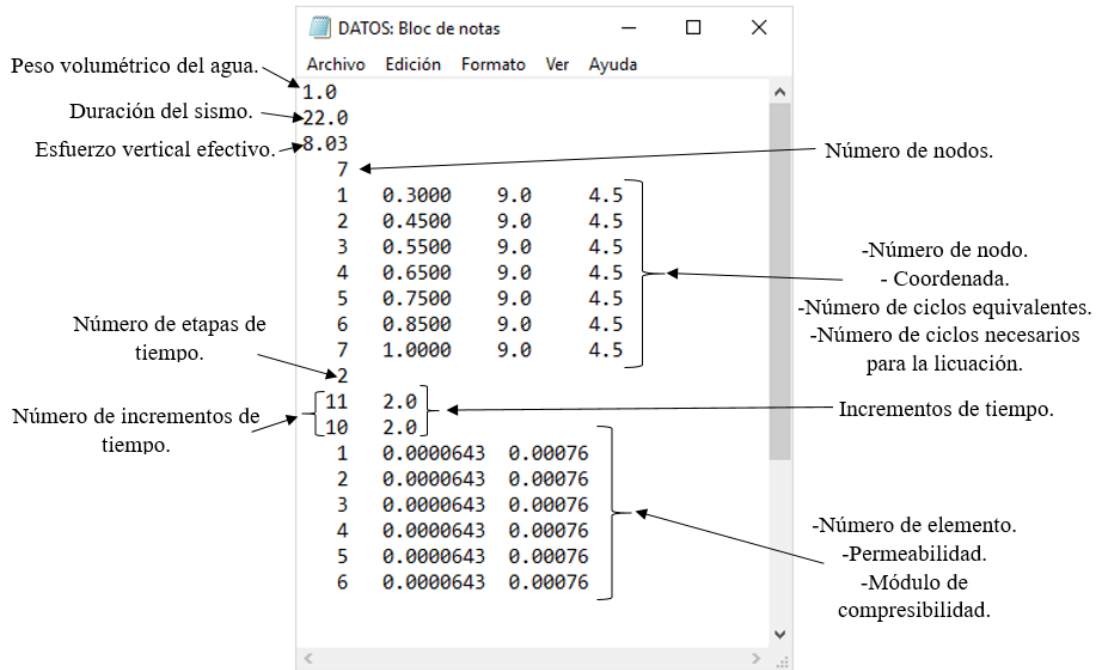 DATOS: Bloc de notas
Archivo Edición Formato Ver Ayuda
Peso volumétrico del agua.
1.0
Duración del sismo.
22.0
Esfuerzo vertical efectivo.
8.03
7
Número de nodos.
1 0.3000 9.0 4.5
2 0.4500 9.0 4.5
3 0.5500 9.0 4.5
4 0.6500 9.0 4.5
5 0.7500 9.0 4.5
6 0.8500 9.0 4.5
7 1.0000 9.0 4.5
-Número de nodo.
- Coordenada.
-Número de ciclos equivalentes.
-Número de ciclos necesarios
para la licuación.
Número de etapas de
tiempo.
2
Número de incrementos de
tiempo.
11 2.0
10 2.0
Incrementos de tiempo.
1 0.0000643 0.00076
2 0.0000643 0.00076
3 0.0000643 0.00076
4 0.0000643 0.00076
5 0.0000643 0.00076
6 0.0000643 0.00076
-Número de elemento.
-Permeabilidad.
-Módulo de
compresibilidad.